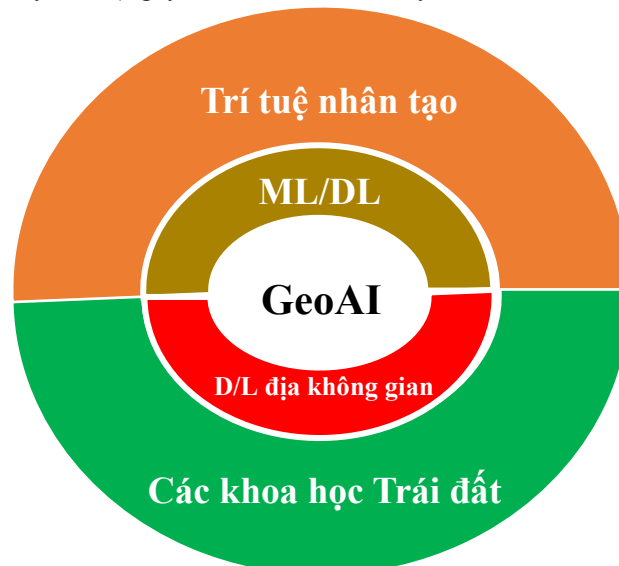 Trí tuệ nhân tạo
ML/DL
GeoAI
D/L địa không gian
Các khoa học Trái đất